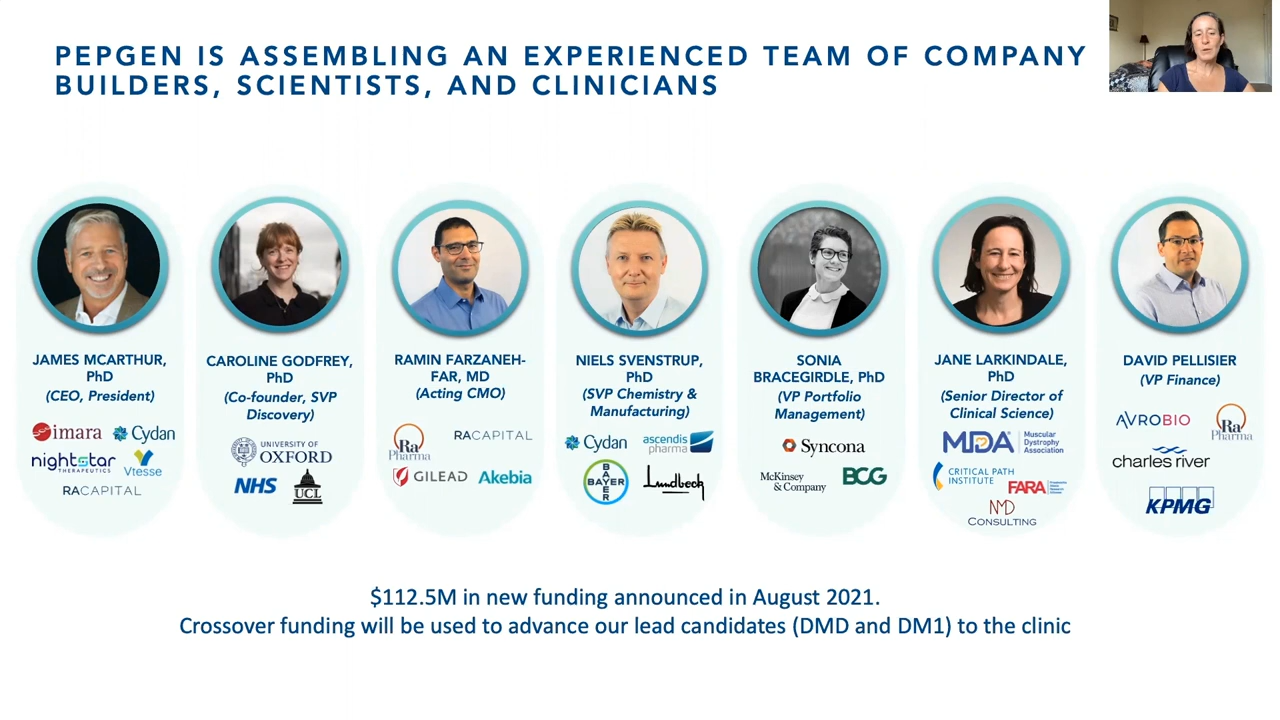 PEPGEN IS ASSEMBLING AN EXPERIENCED TEAM OF COMPANY
BUILDERS, SCIENTISTS, AND CLINICIANS
JAMES MCARTHUR,
PhD
(CEO, President)
imara
Cydan
nightstar
THERAPEUTICS
Vtesse
RACAPITAL
CAROLINE GODFREY,
PhD
(Co-founder, SVP
Discovery)
UNIVERSITY OF
OXFORD
NHS
UCL
RAMIN FARZANEH-
FAR, MD
(Acting CMO)
Ra
Pharma
RACAPITAL
GILEAD
Akebia
NIELS SVENSTRUP,
PhD
(SVP Chemistry &
Manufacturing)
Cydan
ascendis
pharma
BAYER
BAYER
Lundbeck
SONIA
BRACEGIRDLE, PhD
(VP Portfolio
Management)
Syncona
McKinsey
& Company
BCG
JANE LARKINDALE,
PhD
(Senior Director of
Clinical Science)
MDA
Muscular
Dystrophy
Association
CRITICAL PATH
INSTITUTE
FARA
NMD
CONSULTING
DAVID PELLISIER
(VP Finance)
AVROBIO
Ra
Pharma
charles river
KPMG
$112.5M in new funding announced in August 2021.
Crossover funding will be used to advance our lead candidates (DMD and DM1) to the clinic